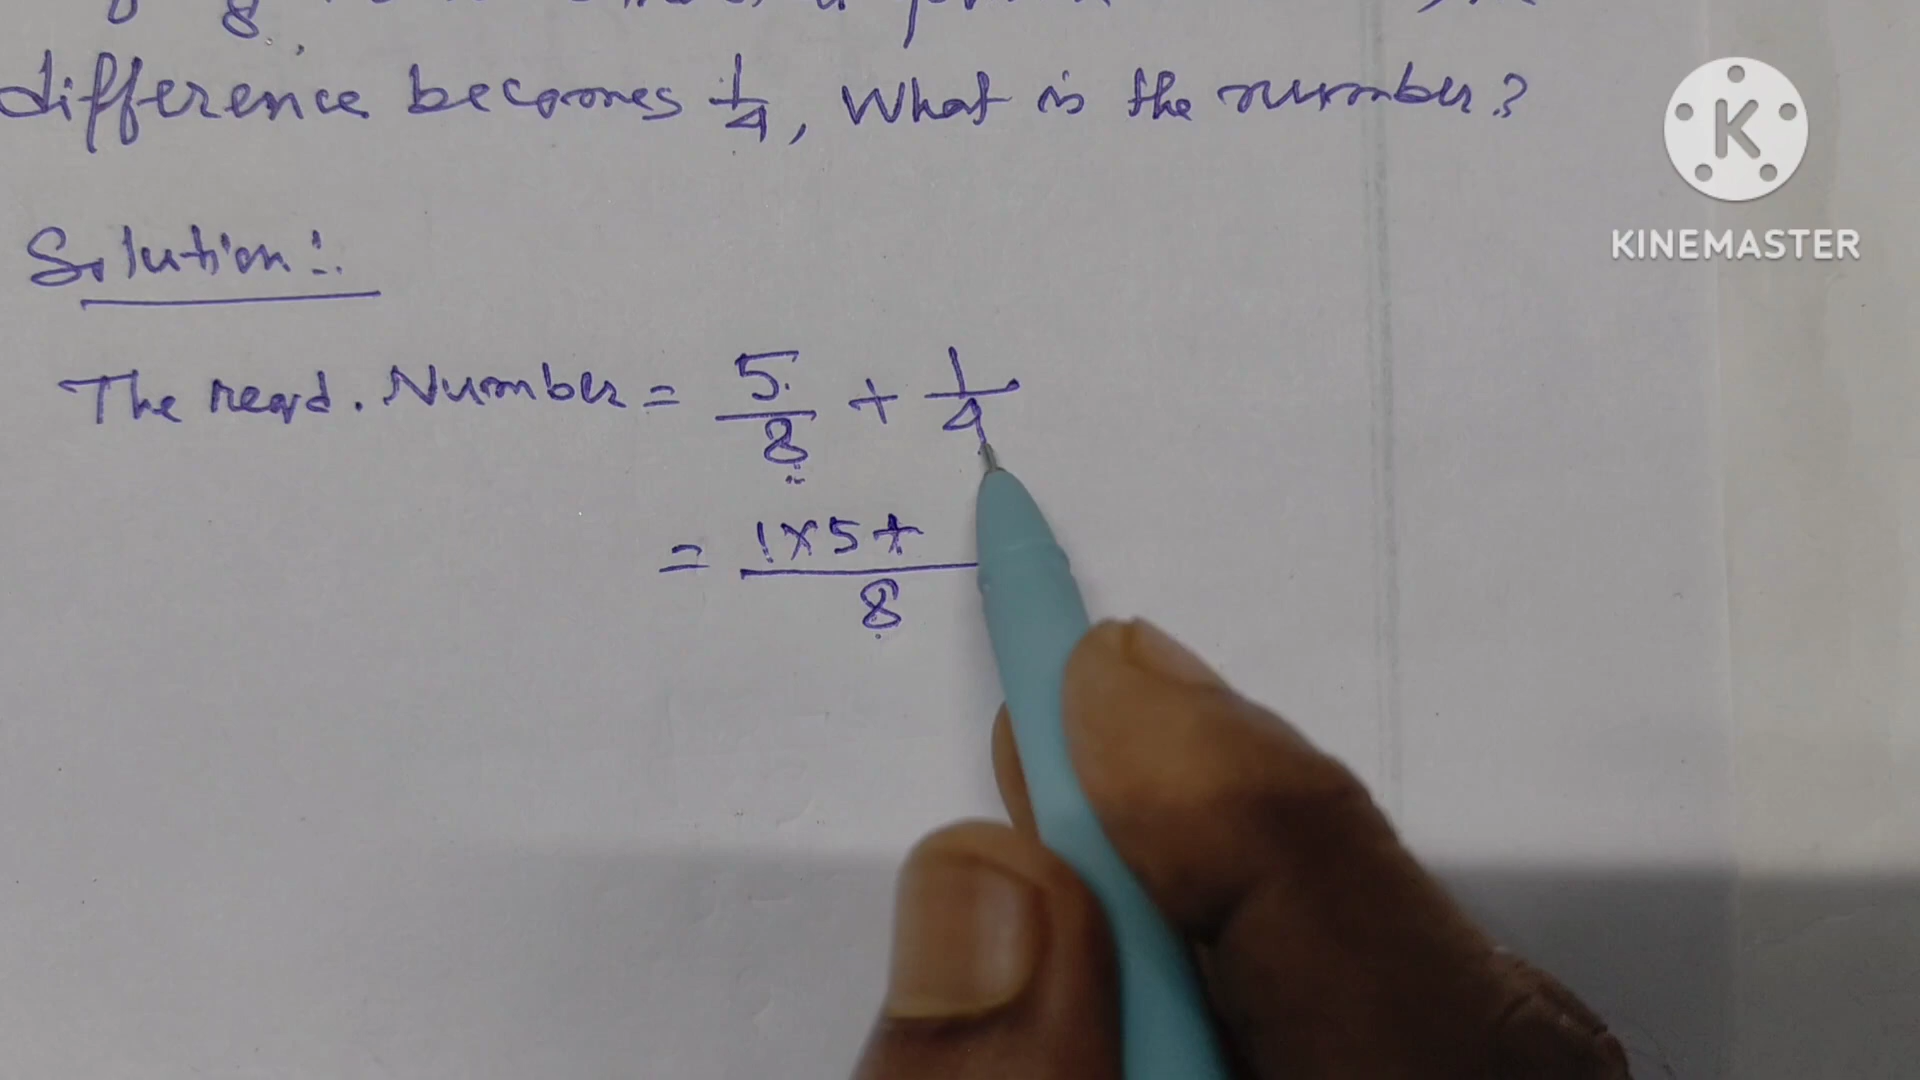 8
difference becomes 1/4, What is the number?
K
KINEMASTER
Solution:-
The reqd. Number = 5/8 + 1/4
= 1×5+ / 8